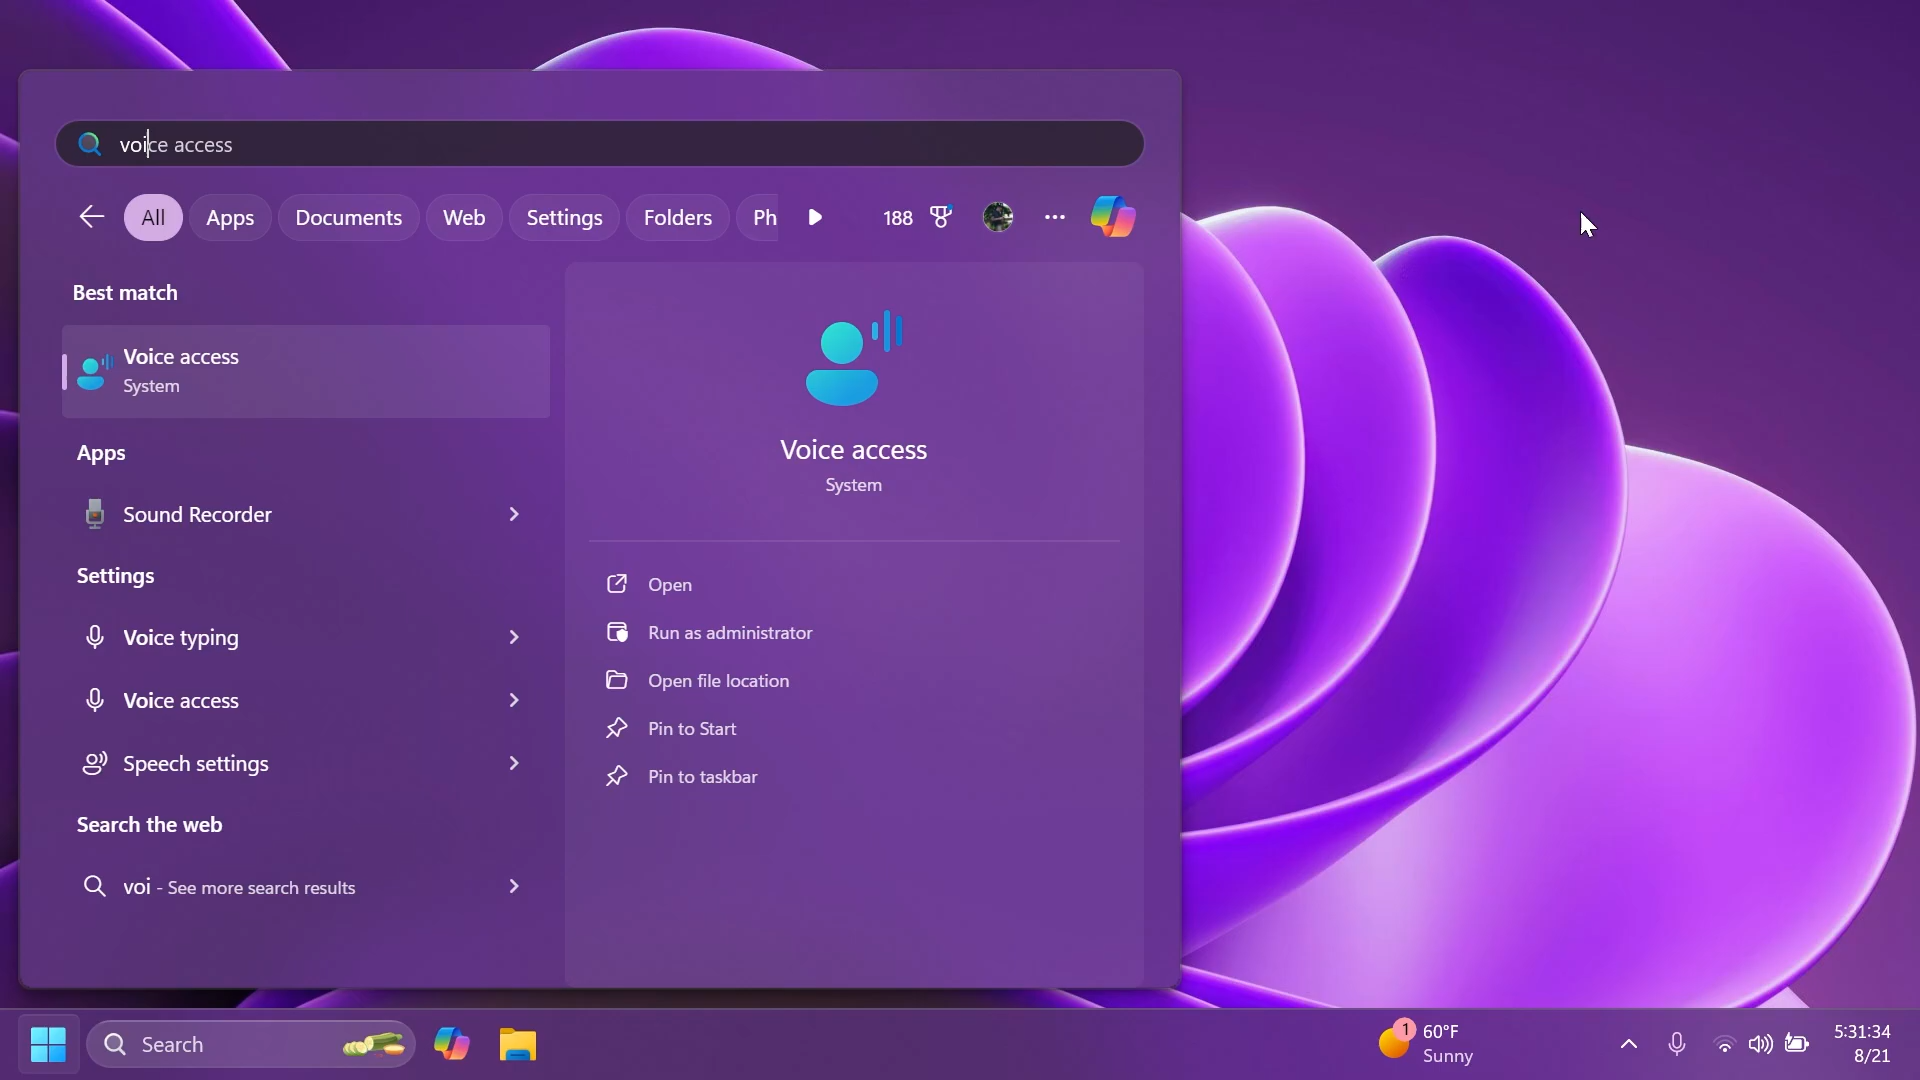 voice access
All Apps Documents Web Settings Folders Ph 188
Best match
Voice access
System
Apps
Sound Recorder
Settings
Voice typing
Voice access
Speech settings
Search the web
voi - See more search results
Voice access
System
Open
Run as administrator
Open file location
Pin to Start
Pin to taskbar
Search
1
60°F
Sunny
5:31:34
8/21